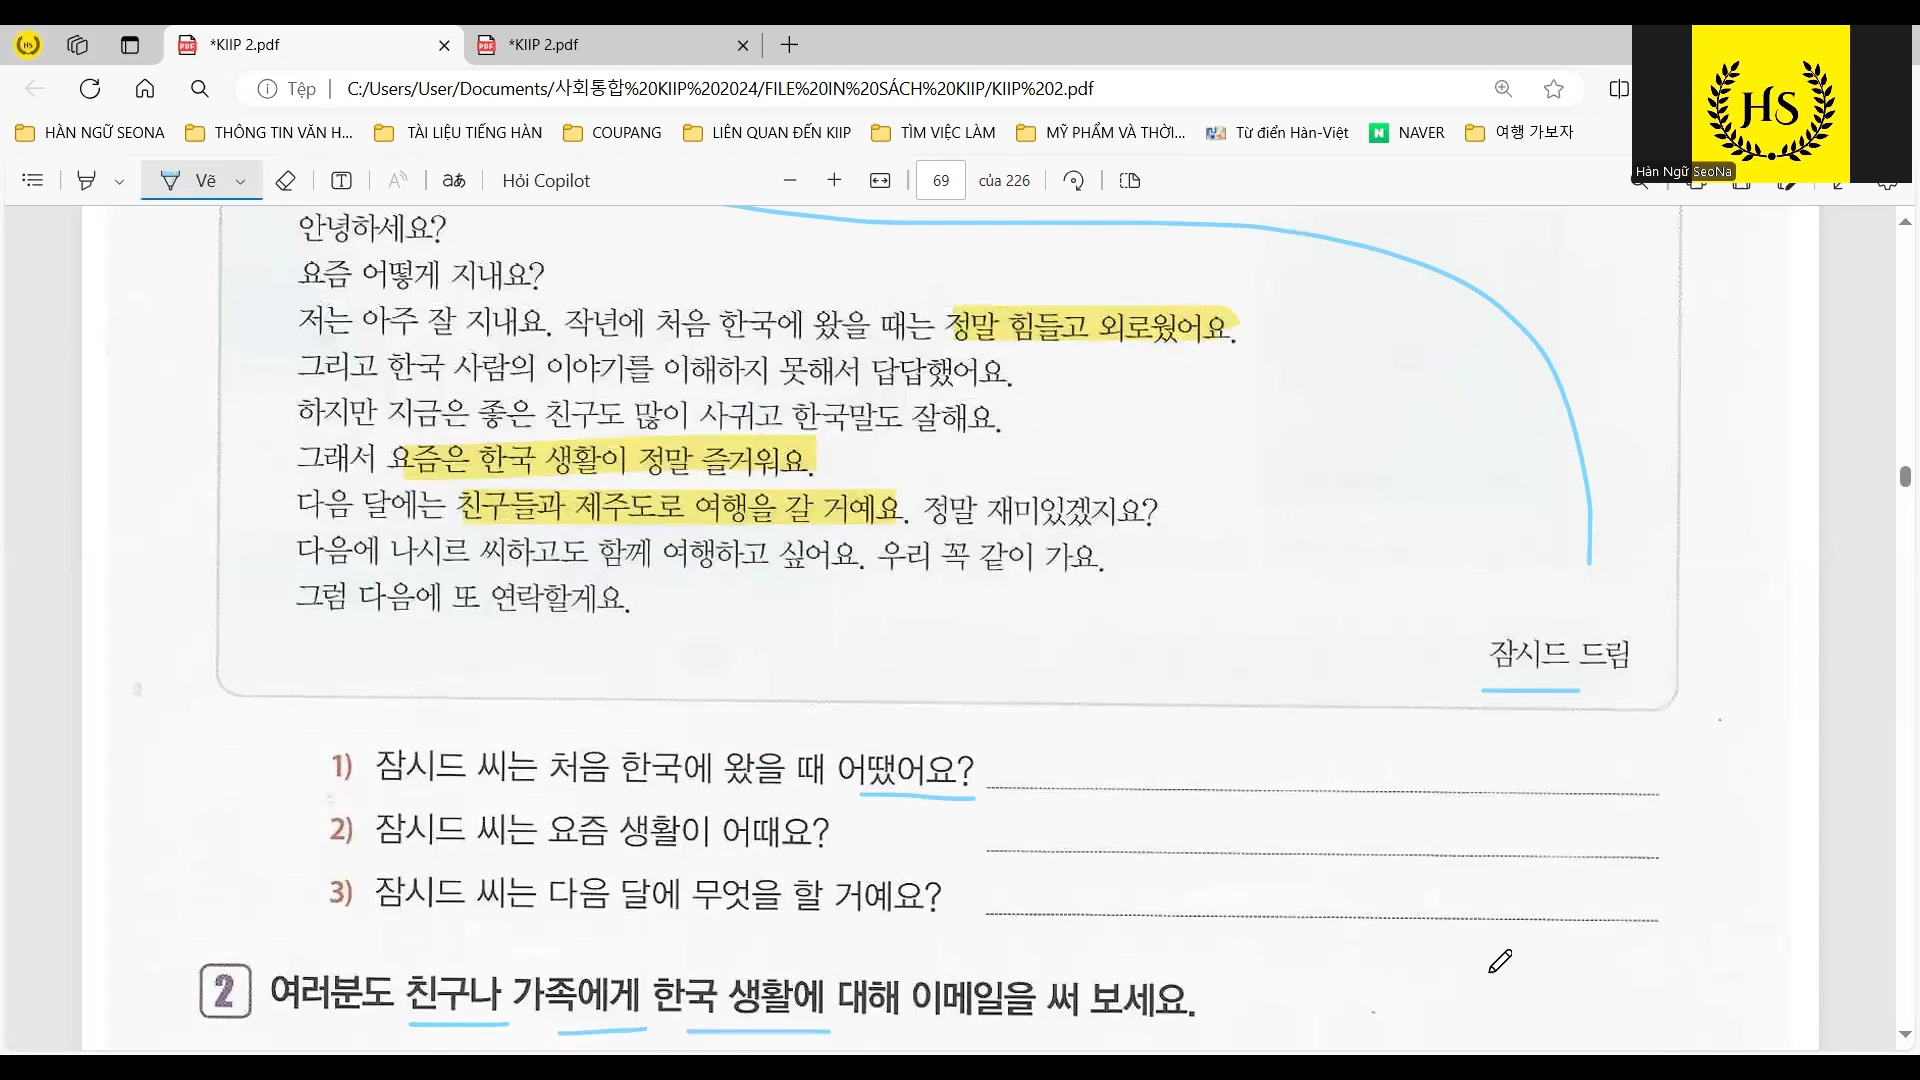 *KIIP 2.pdf
*KIIP 2.pdf
Tệp C:/Users/User/Documents/사회통합%20KIIP%202024/FILE%20IN%20SÁCH%20KIIP/KIIP%202.pdf
HÀN NGỮ SEONA THÔNG TIN VĂN H... TÀI LIỆU TIẾNG HÀN COUPANG LIÊN QUAN ĐẾN KIIP TÌM VIỆC LÀM MỸ PHẨM VÀ THỜI... Từ điển Hàn-Việt N NAVER 여행 가보자
HS
Hàn Ngữ SeoNa
Vẽ あ Hỏi Copilot 69 của 226
안녕하세요?
요즘 어떻게 지내요?
저는 아주 잘 지내요. 작년에 처음 한국에 왔을 때는 정말 힘들고 외로웠어요.
그리고 한국 사람의 이야기를 이해하지 못해서 답답했어요.
하지만 지금은 좋은 친구도 많이 사귀고 한국말도 잘해요.
그래서 요즘은 한국 생활이 정말 즐거워요.
다음 달에는 친구들과 제주도로 여행을 갈 거예요. 정말 재미있겠지요?
다음에 나시르 씨하고도 함께 여행하고 싶어요. 우리 꼭 같이 가요.
그럼 다음에 또 연락할게요.
잠시드 드림
1) 잠시드 씨는 처음 한국에 왔을 때 어땠어요?
2) 잠시드 씨는 요즘 생활이 어때요?
3) 잠시드 씨는 다음 달에 무엇을 할 거예요?
2 여러분도 친구나 가족에게 한국 생활에 대해 이메일을 써 보세요.